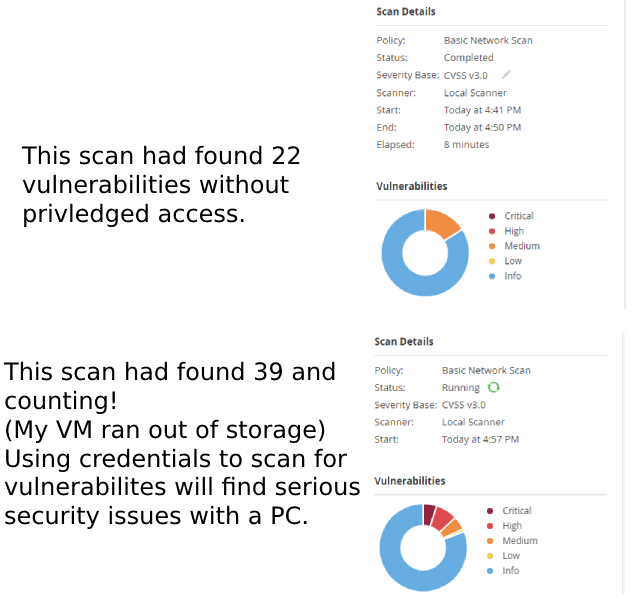 Scan Details
Policy: Basic Network Scan
Status: Completed
Severity Base: CVSS v3.0
Scanner: Local Scanner
Start: Today at 4:41 PM
End: Today at 4:50 PM
Elapsed: 8 minutes
This scan had found 22
vulnerabilities without
privledged access.
Vulnerabilities
Critical
High
Medium
Low
Info
This scan had found 39 and
counting!
(My VM ran out of storage)
Using credentials to scan for
vulnerabilites will find serious
security issues with a PC.
Scan Details
Policy: Basic Network Scan
Status: Running
Severity Base: CVSS v3.0
Scanner: Local Scanner
Start: Today at 4:57 PM
Vulnerabilities
Critical
High
Medium
Low
Info